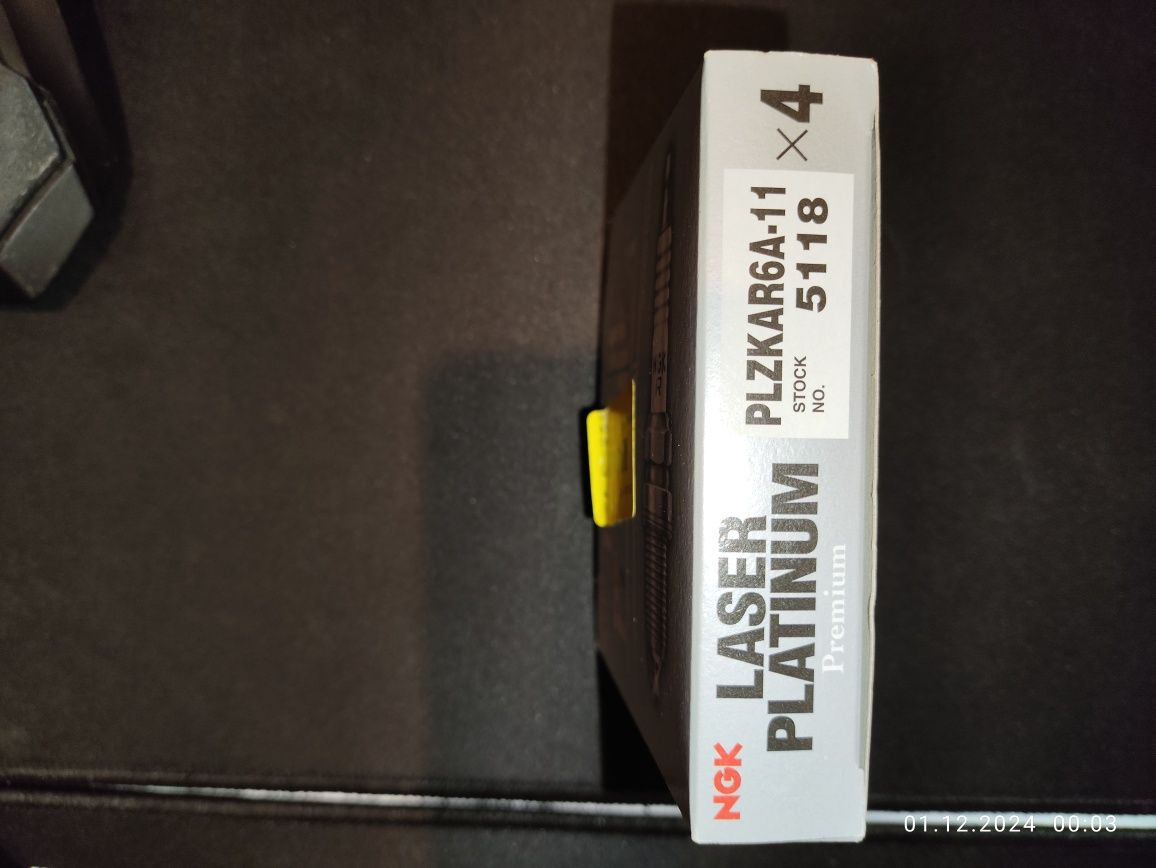 NGK
LASER
PLATINUM
Premium
PLZKAR6A-11
STOCK
NO.
5118
×4
01.12.2024 00:03